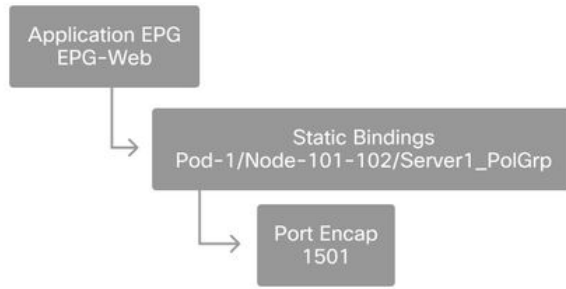 Application EPG
EPG-Web
Static Bindings
Pod-1/Node-101-102/Server1_PolGrp
Port Encap
1501